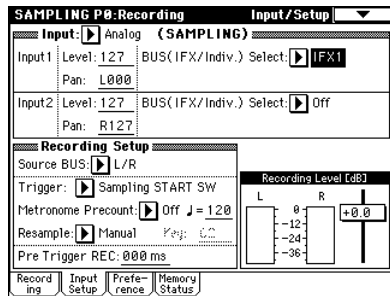 SAMPLING P0:Recording Input/Setup
Input: Analog (SAMPLING)
Input1 Level: 127 BUS(IFX/Indiv.) Select: IFX1
Pan: L000
Input2 Level: 127 BUS(IFX/Indiv.) Select: Off
Pan: R127
Recording Setup
Source BUS: L/R
Trigger: Sampling START SW
Metronome Precount: Off ♩= 120
Resample: Manual Key: C2
Pre Trigger REC: 000 ms
Recording Level [dB]
L R
0
+0.0
-12
-24
-36
Record ing
Input Setup
Prefe- rence
Memory Status